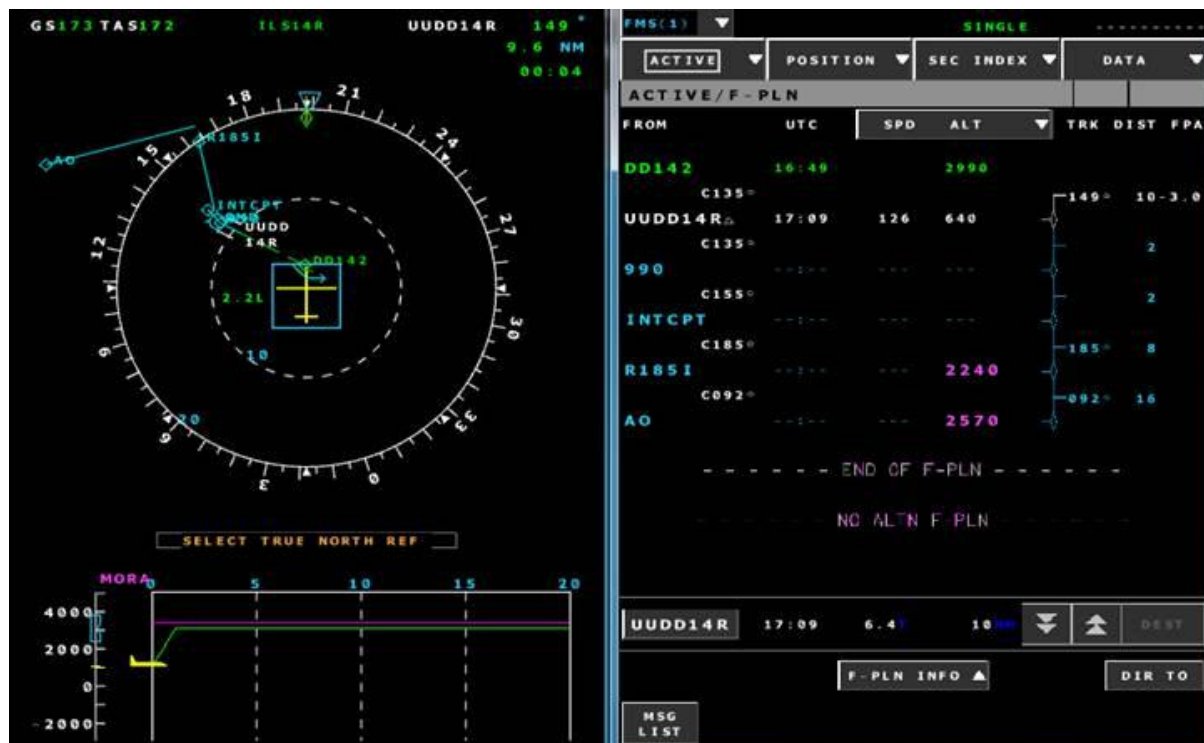 GS173 TAS172 ILS14R UUDD14R 149°
9.6 NM
00:04
18
21
15
24
12
27
9
30
6
33
3
0
R185I
AO
INTCPT
UUDD
14R
DD142
2.2L
10
20
SELECT TRUE NORTH REF
MORA
0 5 10 15 20
4000
2000
0
-2000
FMS(1) SINGLE ----------
ACTIVE POSITION SEC INDEX DATA
ACTIVE/F-PLN
FROM UTC SPD ALT TRK DIST FPA
DD142 16:49 2990
C135° 149° 10-3.0
UUDD14R 17:09 126 640
C135° 2
990 --:-- --- ---
C155° 2
INTCPT --:-- --- ---
C185° 185° 8
R185I --:-- --- 2240
C092° 092° 16
AO --:-- --- 2570
- - - - - - END OF F-PLN - - - - - -
NO ALTN F-PLN
UUDD14R 17:09 6.4T 10NM DEST
F-PLN INFO DIR TO
MSG
LIST